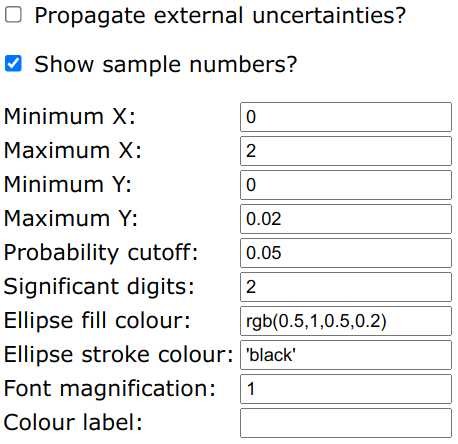 Propagate external uncertainties?
Show sample numbers?
Minimum X: 0
Maximum X: 2
Minimum Y: 0
Maximum Y: 0.02
Probability cutoff: 0.05
Significant digits: 2
Ellipse fill colour: rgb(0.5,1,0.5,0.2)
Ellipse stroke colour: 'black'
Font magnification: 1
Colour label: